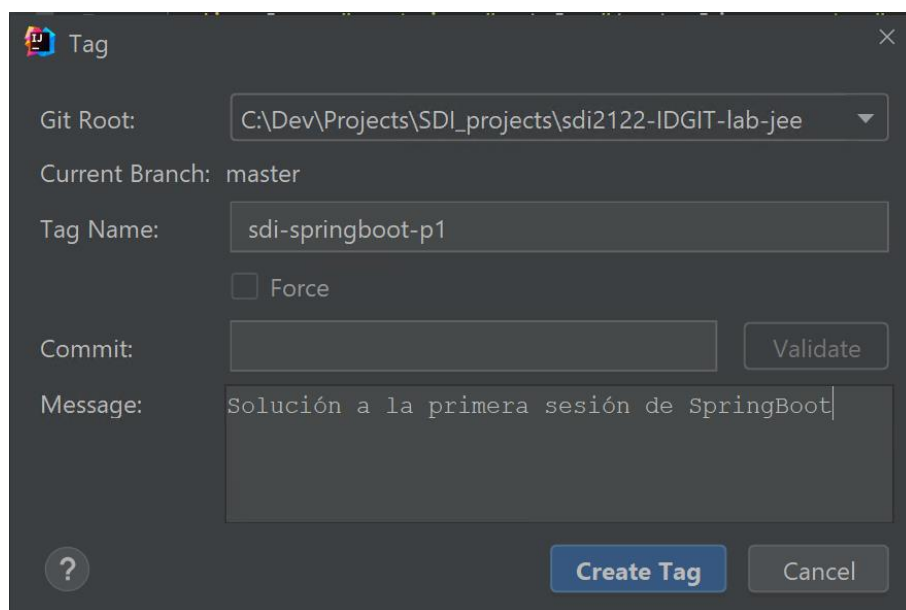 Tag
Git Root: C:\Dev\Projects\SDI_projects\sdi2122-IDGIT-lab-jee
Current Branch: master
Tag Name: sdi-springboot-p1
Force
Commit: Validate
Message: Solución a la primera sesión de SpringBoot
? Create Tag Cancel